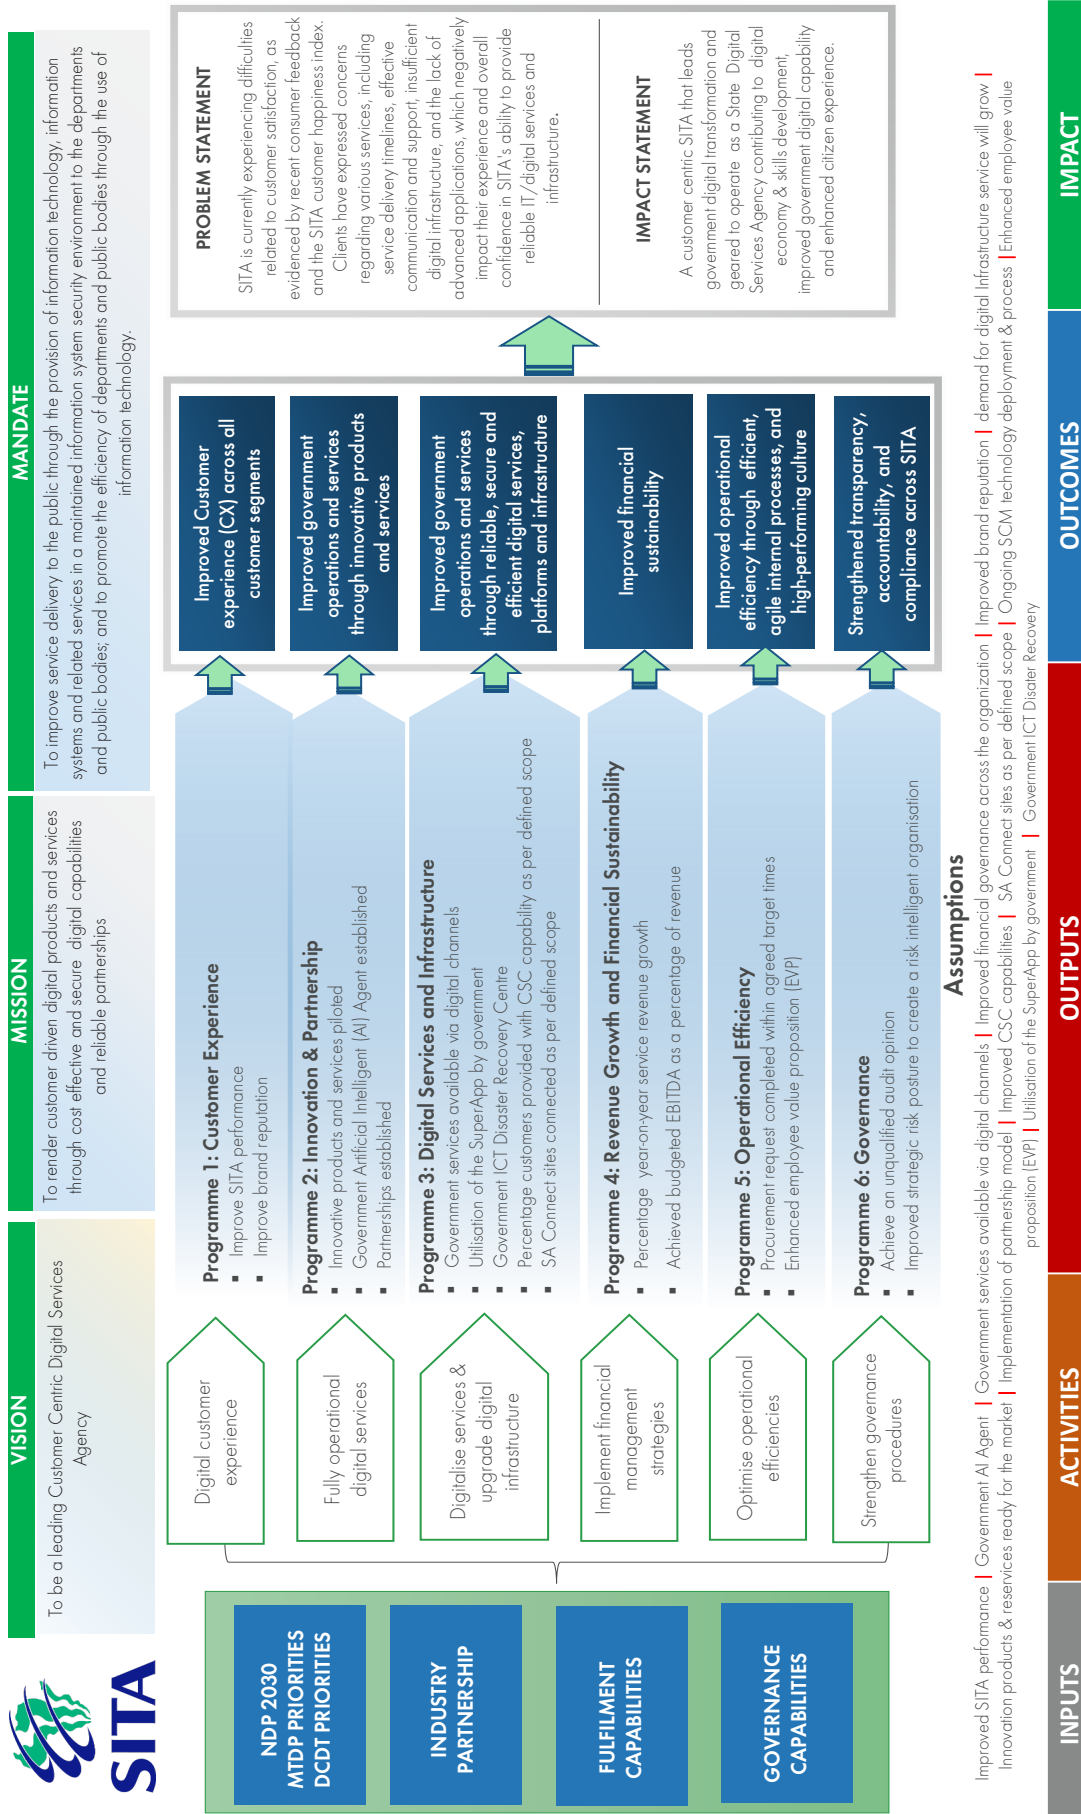 SITA
VISION
To be a leading Customer Centric Digital Services
Agency
MISSION
To render customer driven digital products and services
through cost effective and secure  digital capabilities
and reliable partnerships
MANDATE
To improve service delivery to the public through the provision of information technology, information
systems and related services in a maintained information system security environment to the departments
and public bodies; and to promote the efficiency of departments and public bodies through the use of
information technology.
NDP 2030
MTDP PRIORITIES
DCDT PRIORITIES
INDUSTRY
PARTNERSHIP
FULFILMENT
CAPABILITIES
GOVERNANCE
CAPABILITIES
Digital customer
experience
Fully operational
digital services
Digitalise services &
upgrade digital
infrastructure
Implement financial
management
strategies
Optimise operational
efficiencies
Strengthen governance
procedures
Programme 1: Customer Experience
▪ Improve SITA performance
▪ Improve brand reputation
Programme 2: Innovation & Partnership
▪ Innovative products and services piloted
▪ Government Artificial Intelligent (AI) Agent established
▪ Partnerships established
Programme 3: Digital Services and Infrastructure
▪ Government services available via digital channels
▪ Utilisation of the SuperApp by government
▪ Government ICT Disaster Recovery Centre
▪ Percentage customers provided with CSC capability as per defined scope
▪ SA Connect sites connected as per defined scope
Programme 4: Revenue Growth and Financial Sustainability
▪ Percentage  year-on-year service revenue growth
▪ Achieved budgeted EBITDA as a percentage of revenue
Programme 5: Operational Efficiency
▪ Procurement request completed within agreed target times
▪ Enhanced employee value proposition (EVP)
Programme 6: Governance
▪ Achieve an unqualified audit opinion
▪ Improved strategic risk posture to create a risk intelligent organisation
Improved Customer
experience (CX) across all
customer segments
Improved government
operations and services
through innovative products
and services
Improved government
operations and services
through reliable, secure and
efficient digital services,
platforms and infrastructure
Improved financial
sustainability
Improved operational
efficiency through  efficient,
agile internal processes, and
high-performing culture
Strengthened transparency,
accountability, and
compliance across SITA
PROBLEM STATEMENT
SITA is currently experiencing difficulties
related to customer satisfaction, as
evidenced by recent consumer feedback
and the SITA customer happiness index.
Clients have expressed concerns
regarding various services, including
service delivery timelines, effective
communication and support, insufficient
digital infrastructure, and the lack of
advanced applications, which negatively
impact their experience and overall
confidence in SITA's ability to provide
reliable IT/digital services and
infrastructure.
IMPACT STATEMENT
A customer centric SITA that leads
government digital transformation and
geared to operate  as a State  Digital
Services Agency contributing to  digital
economy & skills development,
improved government digital capability
and enhanced citizen experience.
Assumptions
Improved SITA performance | Government AI Agent | Government services available via digital channels | Improved financial governance across the organization | Improved brand reputation | demand for digital Infrastructure service will grow |
Innovation products & reservices ready for the market | Implementation of partnership model | Improved CSC capabilities | SA Connect sites as per defined scope | Ongoing SCM technology deployment & process | Enhanced employee value
proposition (EVP) | Utilisation of the SuperApp by government | Government ICT Disater Recovery
INPUTS
ACTIVITIES
OUTPUTS
OUTCOMES
IMPACT